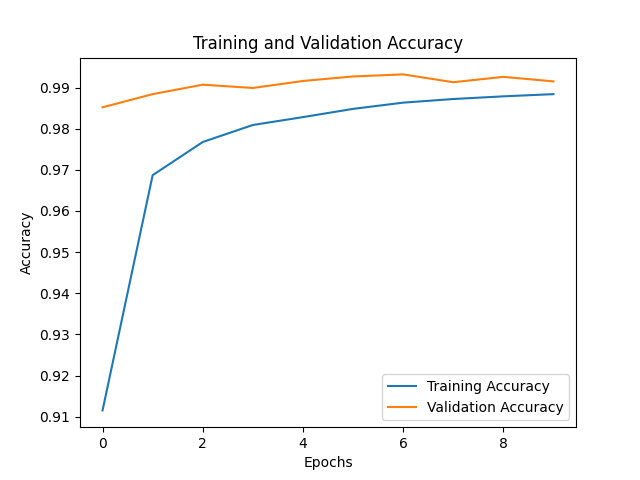 Training and Validation Accuracy
Accuracy
0.99
0.98
0.97
0.96
0.95
0.94
0.93
0.92
0.91
Training Accuracy
Validation Accuracy
0 2 4 6 8
Epochs